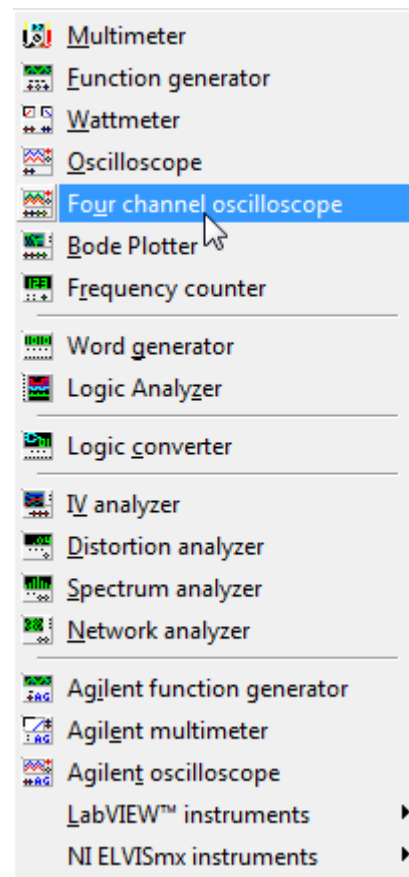 Multimeter
Function generator
Wattmeter
Oscilloscope
Four channel oscilloscope
Bode Plotter
Frequency counter
Word generator
Logic Analyzer
Logic converter
IV analyzer
Distortion analyzer
Spectrum analyzer
Network analyzer
Agilent function generator
Agilent multimeter
Agilent oscilloscope
LabVIEW™ instruments
NI ELVISmx instruments